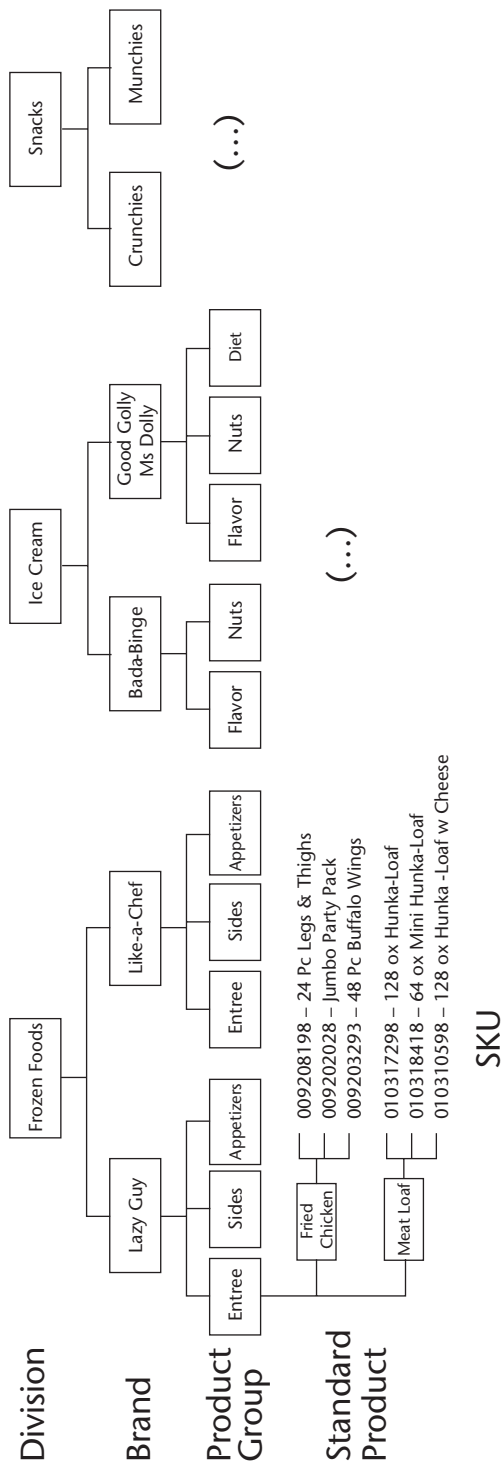 Division
Frozen Foods
Ice Cream
Snacks
Brand
Lazy Guy
Like-a-Chef
Bada-Binge
Good Golly
Ms Dolly
Crunchies
Munchies
Product
Group
Entree
Sides
Appetizers
Entree
Sides
Appetizers
Flavor
Nuts
Flavor
Nuts
Diet
(...)
Standard
Product
Fried
Chicken
009208198 – 24 Pc Legs & Thighs
009202028 – Jumbo Party Pack
009203293 – 48 Pc Buffalo Wings
(...)
Meat Loaf
010317298 – 128 ox Hunka-Loaf
010318418 – 64 ox Mini Hunka-Loaf
010310598 – 128 ox Hunka -Loaf w Cheese
SKU